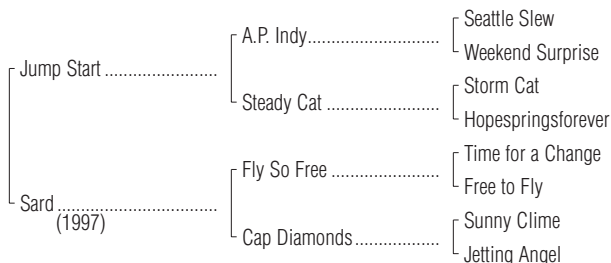 Seattle Slew
A.P. Indy
Weekend Surprise
Jump Start
Storm Cat
Steady Cat
Hopespringsforever
Time for a Change
Fly So Free
Free to Fly
Sard
(1997)
Sunny Clime
Cap Diamonds
Jetting Angel